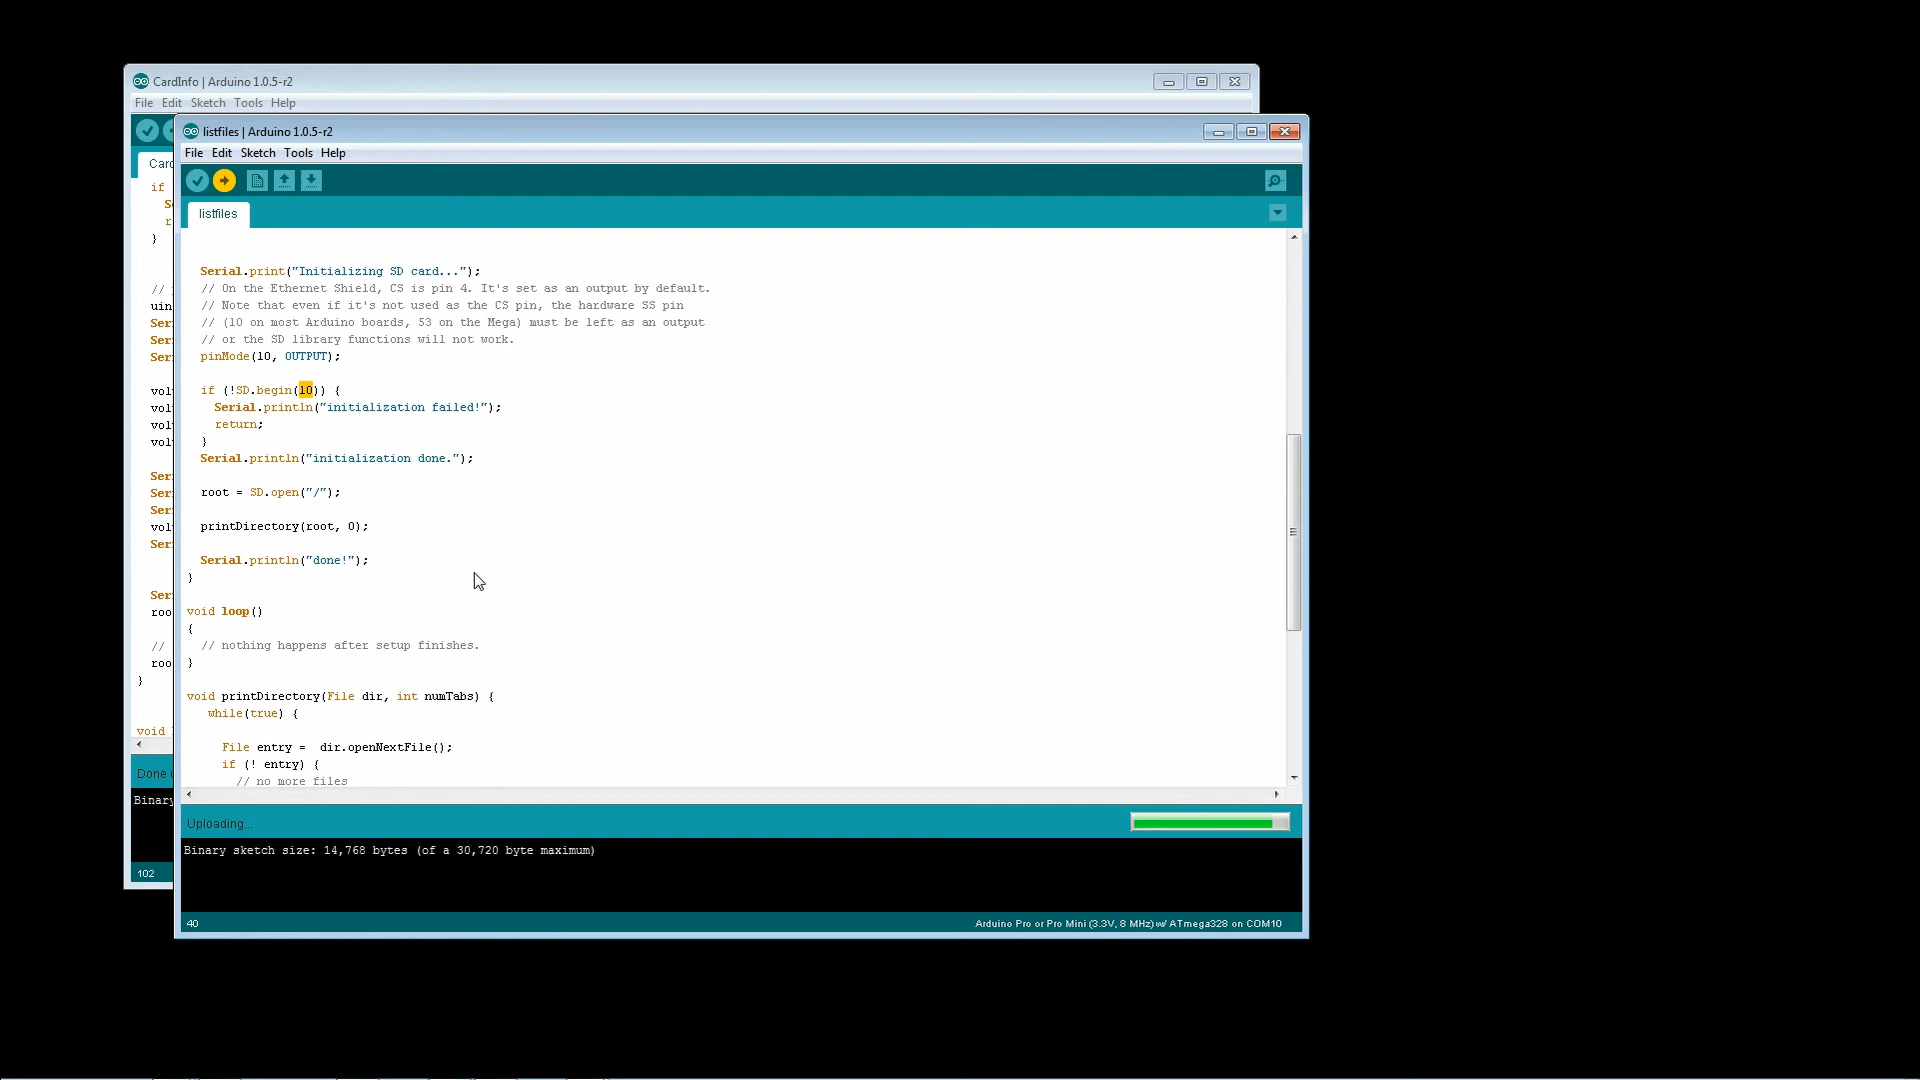 CardInfo | Arduino 1.0.5-r2
File Edit Sketch Tools Help
listfiles | Arduino 1.0.5-r2
File Edit Sketch Tools Help
listfiles
Serial.print("Initializing SD card...");
// On the Ethernet Shield, CS is pin 4. It's set as an output by default.
// Note that even if it's not used as the CS pin, the hardware SS pin
// (10 on most Arduino boards, 53 on the Mega) must be left as an output
// or the SD library functions will not work.
pinMode(10, OUTPUT);
if (!SD.begin(10)) {
Serial.println("initialization failed!");
return;
}
Serial.println("initialization done.");
root = SD.open("/");
printDirectory(root, 0);
Serial.println("done!");
}
void loop()
{
// nothing happens after setup finishes.
}
void printDirectory(File dir, int numTabs) {
while(true) {
File entry =  dir.openNextFile();
if (! entry) {
// no more files
Uploading...
Binary sketch size: 14,768 bytes (of a 30,720 byte maximum)
40
Arduino Pro or Pro Mini (3.3V, 8 MHz) w/ ATmega328 on COM10
if
}
//
//
}
void
Done
Binary
102